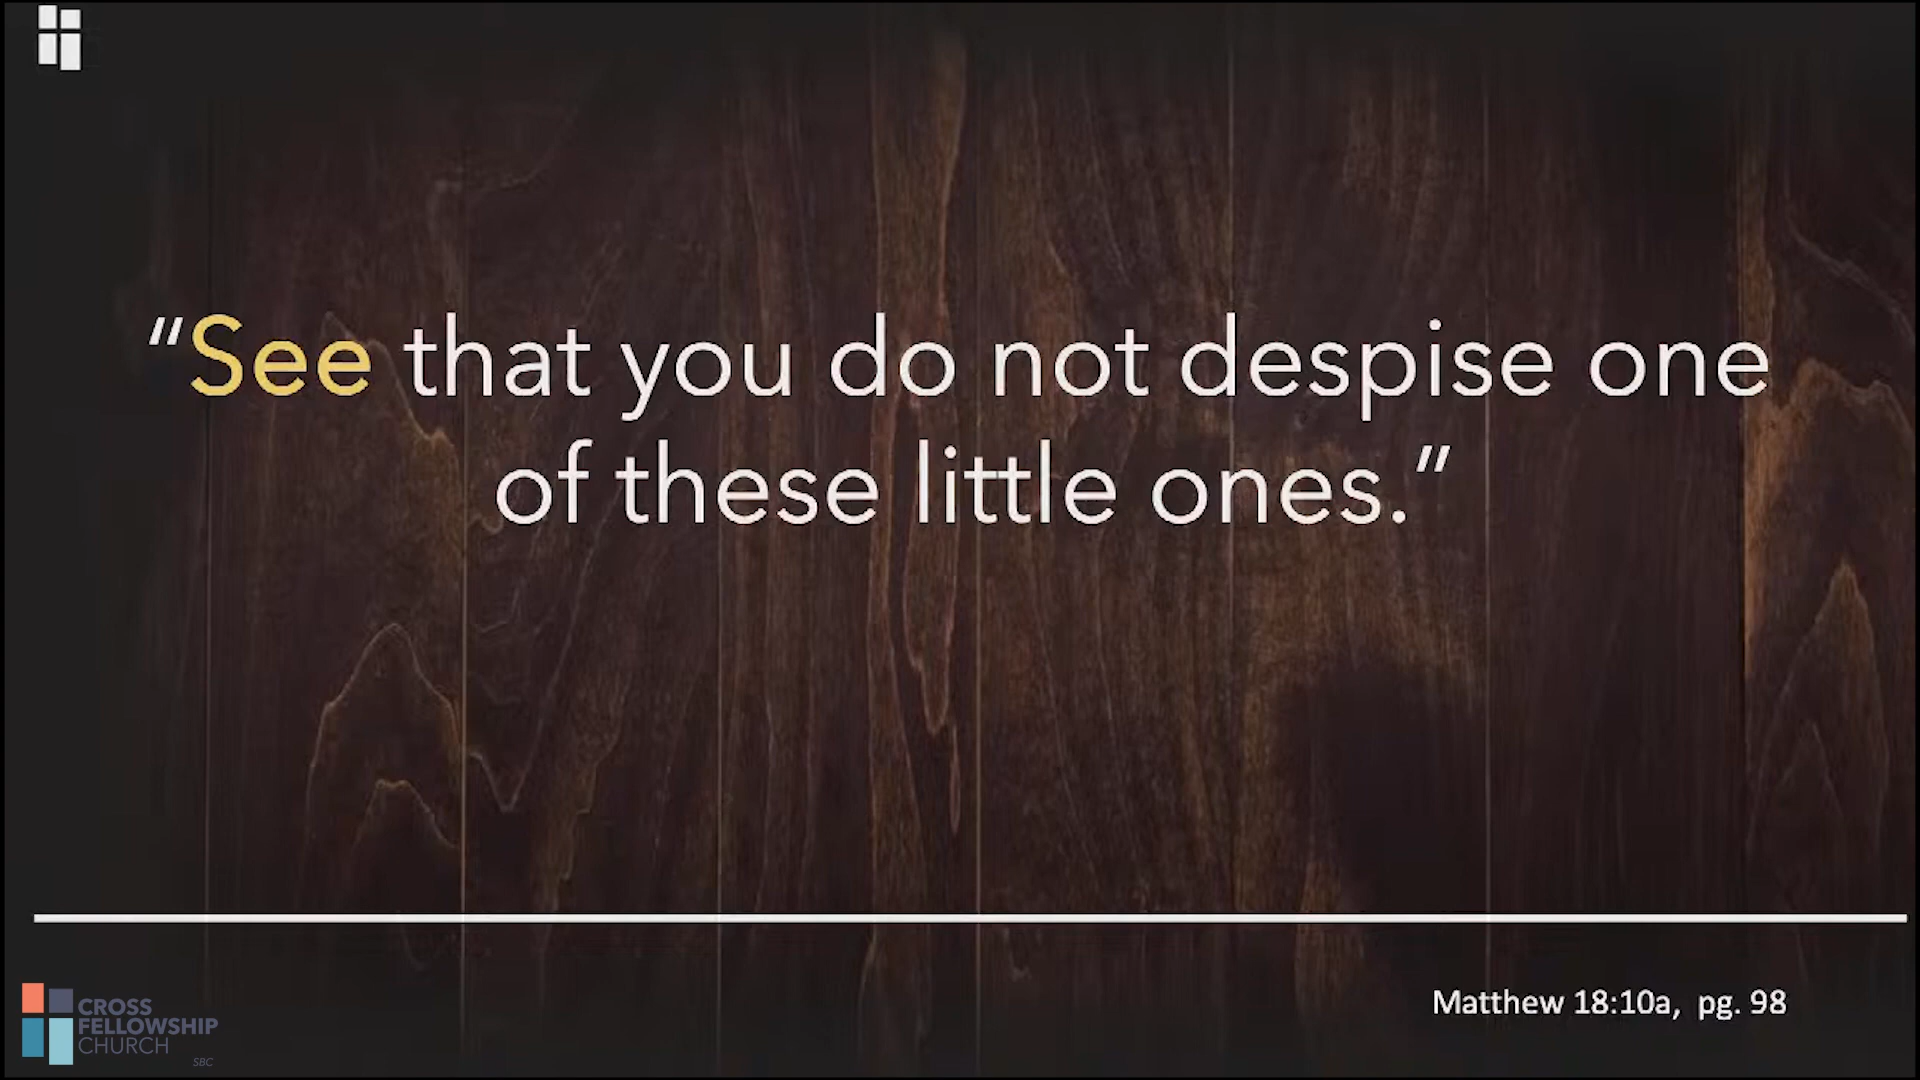 “See that you do not despise one
of these little ones.”
Matthew 18:10a, pg. 98
CROSS
FELLOWSHIP
CHURCH
SBC